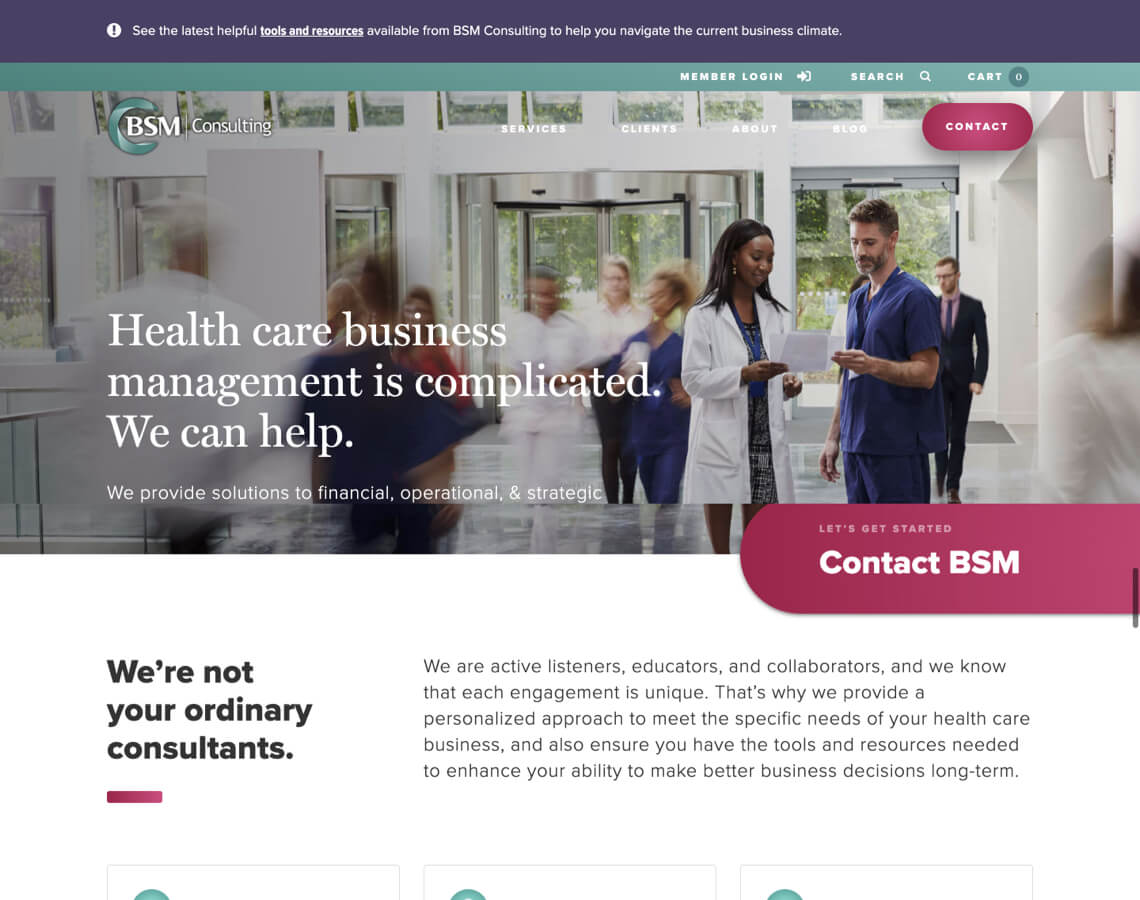 See the latest helpful tools and resources available from BSM Consulting to help you navigate the current business climate.
MEMBER LOGIN SEARCH CART 0
BSM Consulting
SERVICES CLIENTS ABOUT BLOG CONTACT
Health care business
management is complicated.
We can help.
We provide solutions to financial, operational, & strategic
LET'S GET STARTED
Contact BSM
We’re not
your ordinary
consultants.
We are active listeners, educators, and collaborators, and we know
that each engagement is unique. That’s why we provide a
personalized approach to meet the specific needs of your health care
business, and also ensure you have the tools and resources needed
to enhance your ability to make better business decisions long-term.